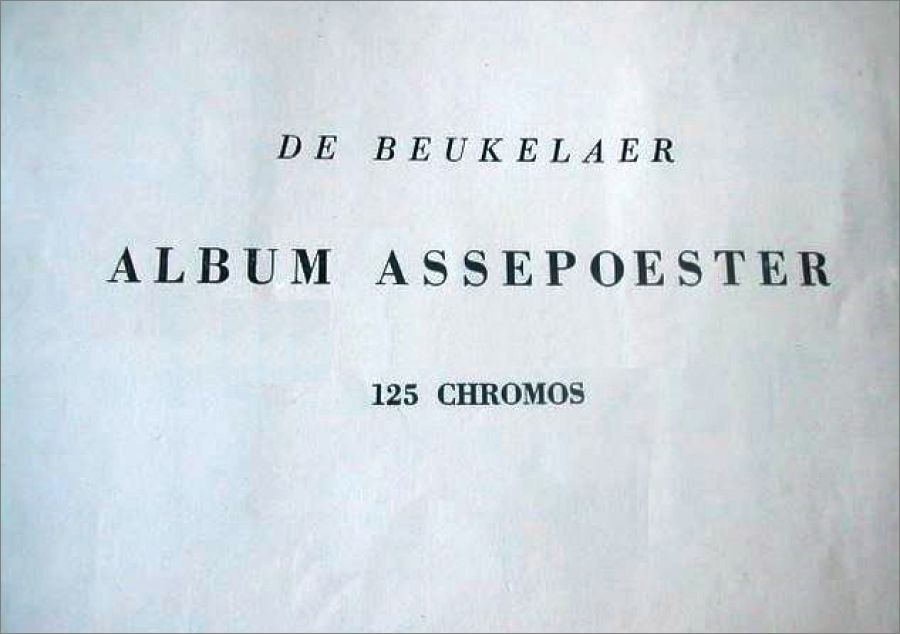 DE BEUKELAER
ALBUM ASSEPOESTER
125 CHROMOS